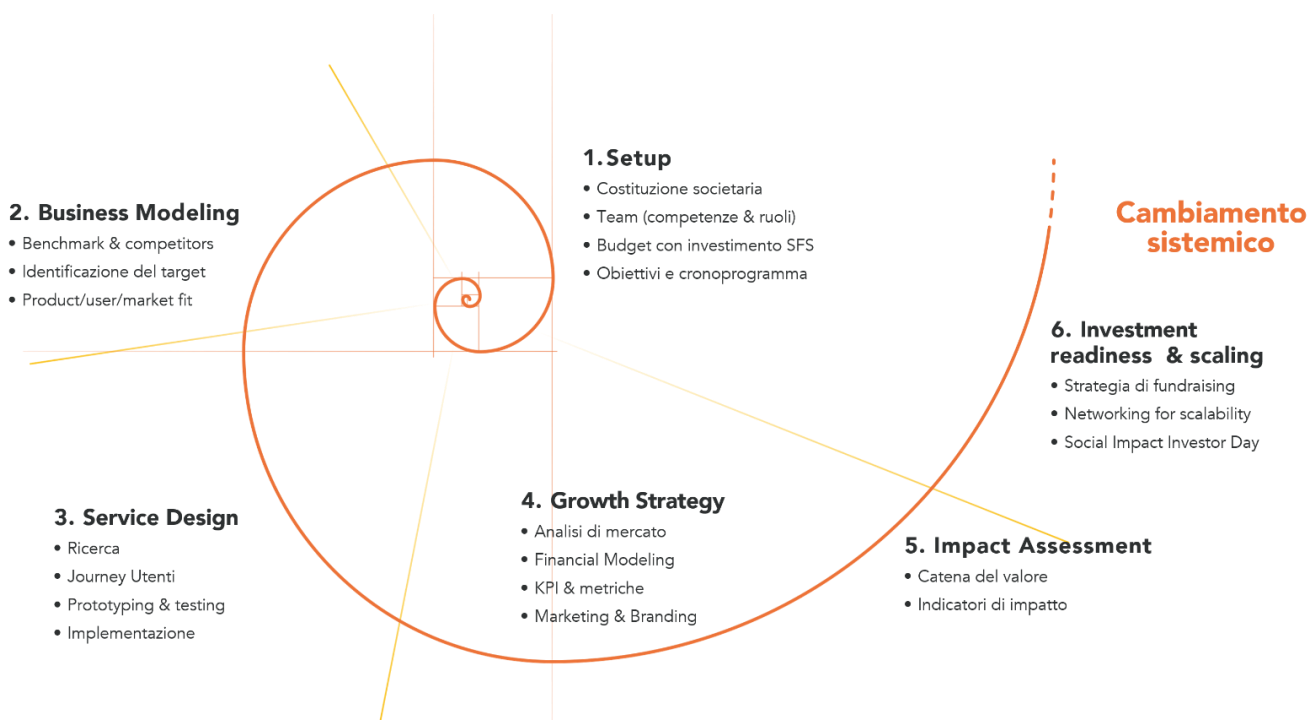 1. Setup
• Costituzione societaria
• Team (competenze & ruoli)
• Budget con investimento SFS
• Obiettivi e cronoprogramma
2. Business Modeling
• Benchmark & competitors
• Identificazione del target
• Product/user/market fit
3. Service Design
• Ricerca
• Journey Utenti
• Prototyping & testing
• Implementazione
4. Growth Strategy
• Analisi di mercato
• Financial Modeling
• KPI & metriche
• Marketing & Branding
5. Impact Assessment
• Catena del valore
• Indicatori di impatto
6. Investment
readiness & scaling
• Strategia di fundraising
• Networking for scalability
• Social Impact Investor Day
Cambiamento
sistemico